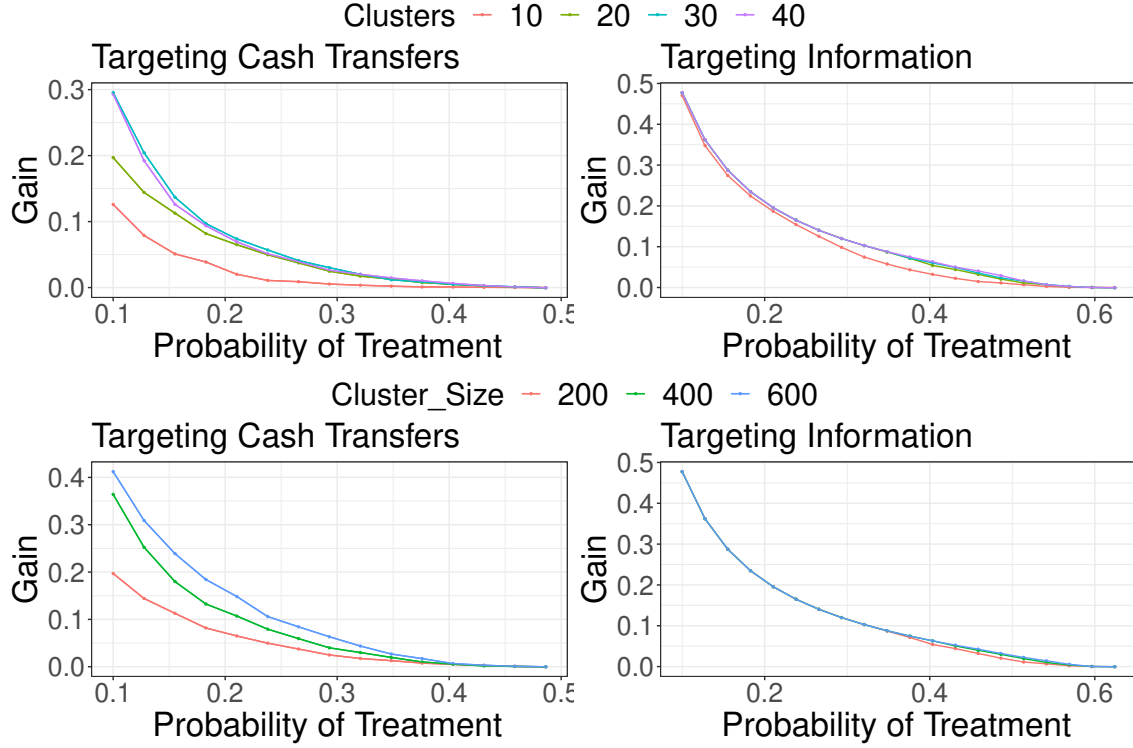 Clusters 10 20 30 40
Targeting Cash Transfers
Gain
0.3
0.2
0.1
0.0
0.1 0.2 0.3 0.4 0.5
Probability of Treatment
Targeting Information
Gain
0.5
0.4
0.3
0.2
0.1
0.0
0.2 0.4 0.6
Probability of Treatment
Cluster_Size 200 400 600
Targeting Cash Transfers
Gain
0.4
0.3
0.2
0.1
0.0
0.1 0.2 0.3 0.4 0.5
Probability of Treatment
Targeting Information
Gain
0.5
0.4
0.3
0.2
0.1
0.0
0.2 0.4 0.6
Probability of Treatment